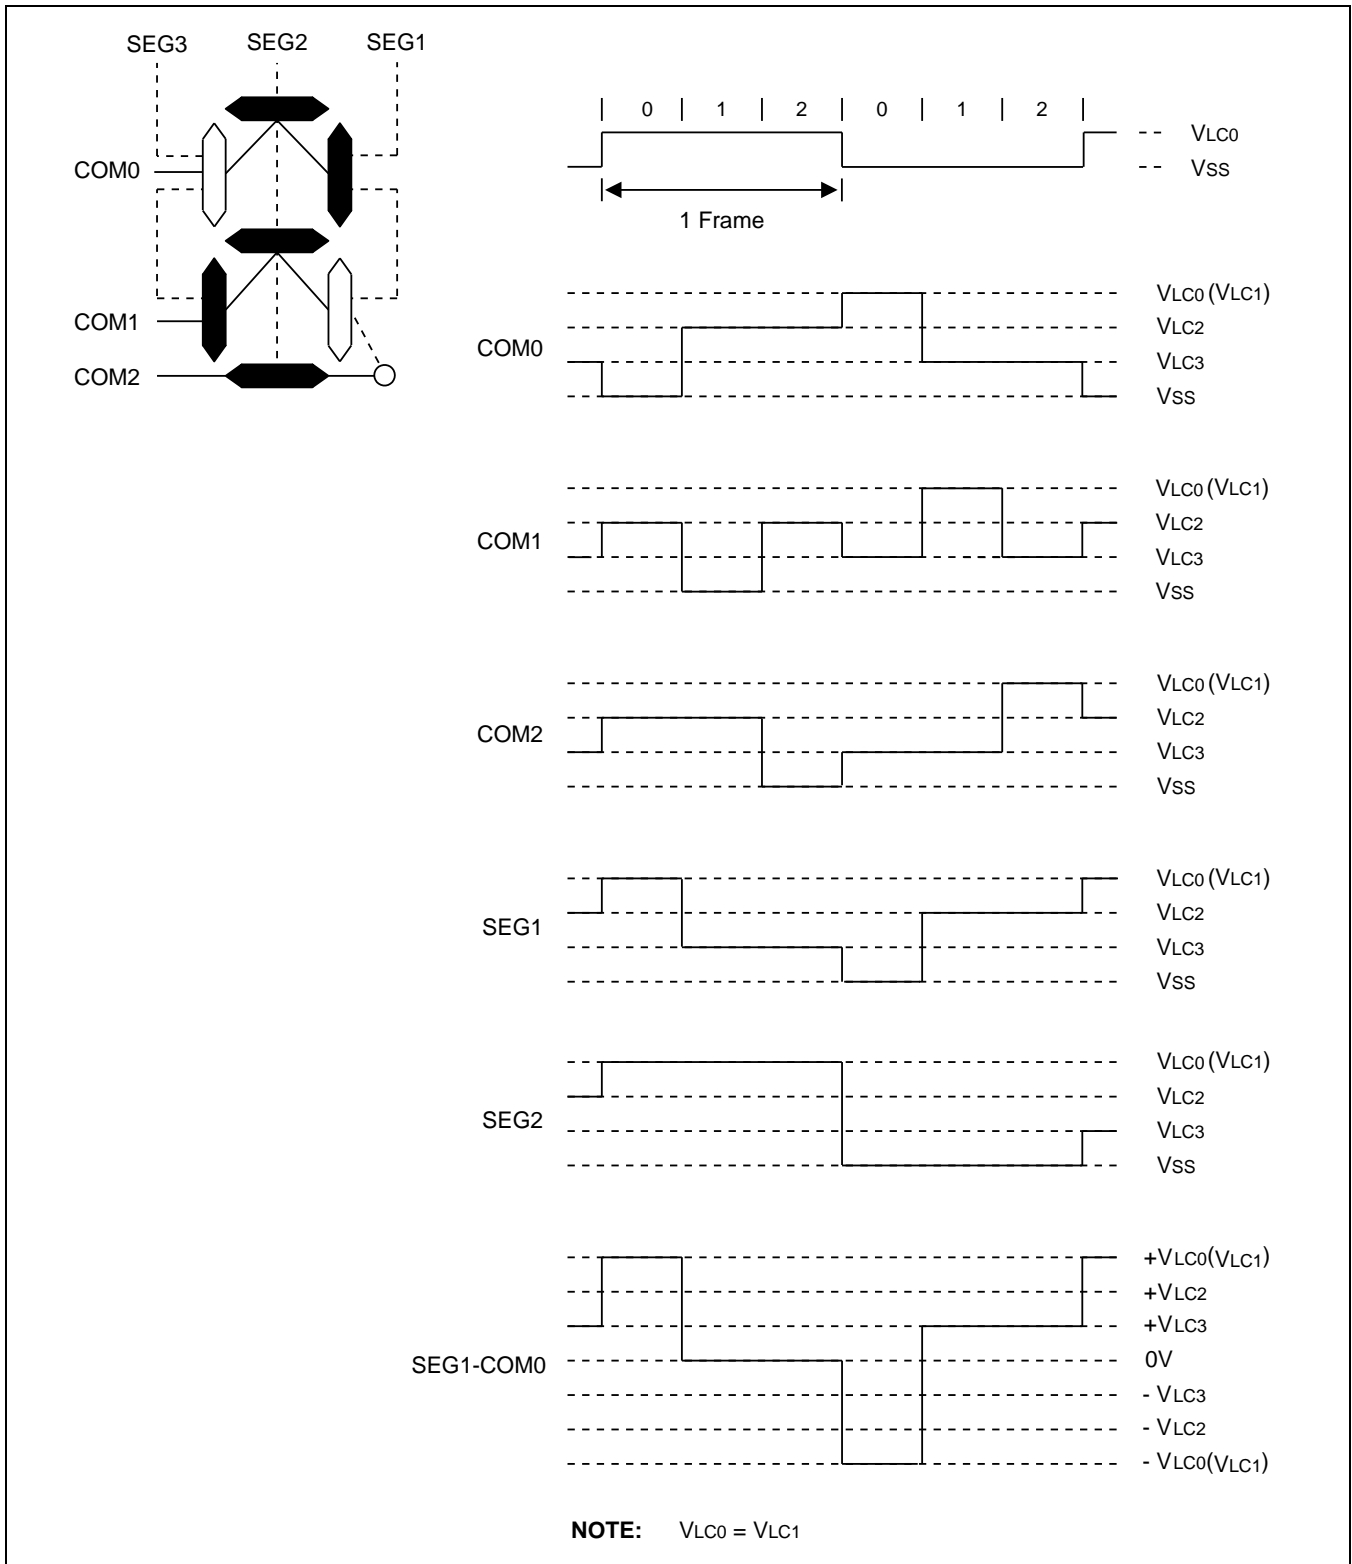 SEG3 SEG2 SEG1
COM0
COM1
COM2
0 1 2 0 1 2
VLC0
VSS
1 Frame
COM0
VLC0 (VLC1)
VLC2
VLC3
VSS
COM1
VLC0 (VLC1)
VLC2
VLC3
VSS
COM2
VLC0 (VLC1)
VLC2
VLC3
VSS
SEG1
VLC0 (VLC1)
VLC2
VLC3
VSS
SEG2
VLC0 (VLC1)
VLC2
VLC3
VSS
SEG1-COM0
+VLC0(VLC1)
+VLC2
+VLC3
0V
- VLC3
- VLC2
- VLC0(VLC1)
NOTE: VLC0 = VLC1